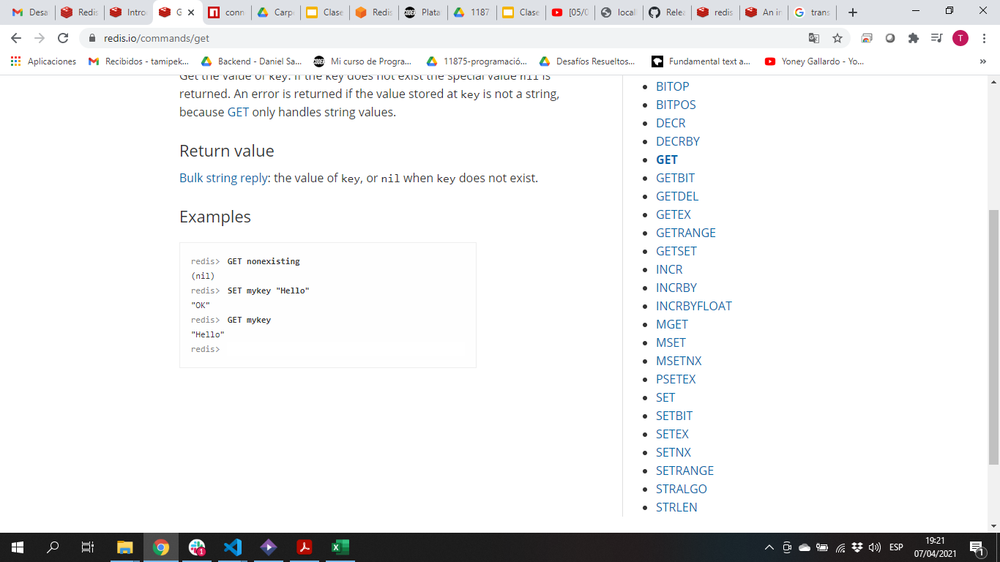 Desa
Redis
Intro
G
conn
Carp
Clase
Redis
Plata
1187
Clase
[05/0
local
Relea
redis
An in
trans
redis.io/commands/get
T
Aplicaciones
Recibidos - tamipek...
Backend - Daniel Sa...
Mi curso de Progra...
11875-programació...
Desafíos Resueltos...
Fundamental text a...
Yoney Gallardo - Yo...
»
Get the value of key. If the key does not exist the special value nil is
returned. An error is returned if the value stored at key is not a string,
because GET only handles string values.
Return value
Bulk string reply: the value of key, or nil when key does not exist.
Examples
redis> GET nonexisting
(nil)
redis> SET mykey "Hello"
"OK"
redis> GET mykey
"Hello"
redis>
BITOP
BITPOS
DECR
DECRBY
GET
GETBIT
GETDEL
GETEX
GETRANGE
GETSET
INCR
INCRBY
INCRBYFLOAT
MGET
MSET
MSETNX
PSETEX
SET
SETBIT
SETEX
SETNX
SETRANGE
STRALGO
STRLEN
1
ESP
19:21
07/04/2021
1